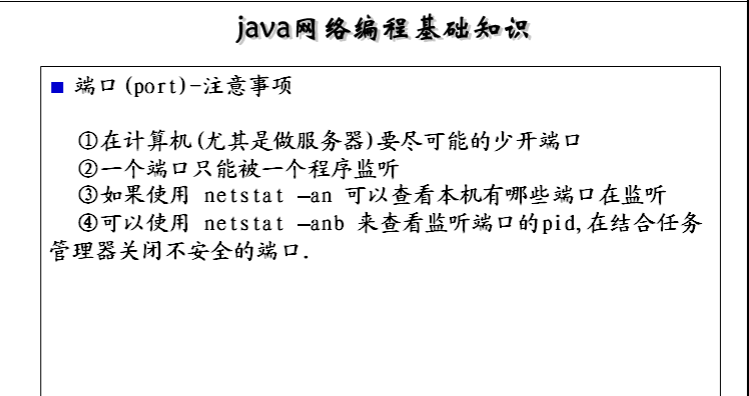 java网络编程基础知识
■ 端口(port)-注意事项
①在计算机(尤其是做服务器)要尽可能的少开端口
②一个端口只能被一个程序监听
③如果使用 netstat –an 可以查看本机有哪些端口在监听
④可以使用 netstat –anb 来查看监听端口的pid,在结合任务
管理器关闭不安全的端口.